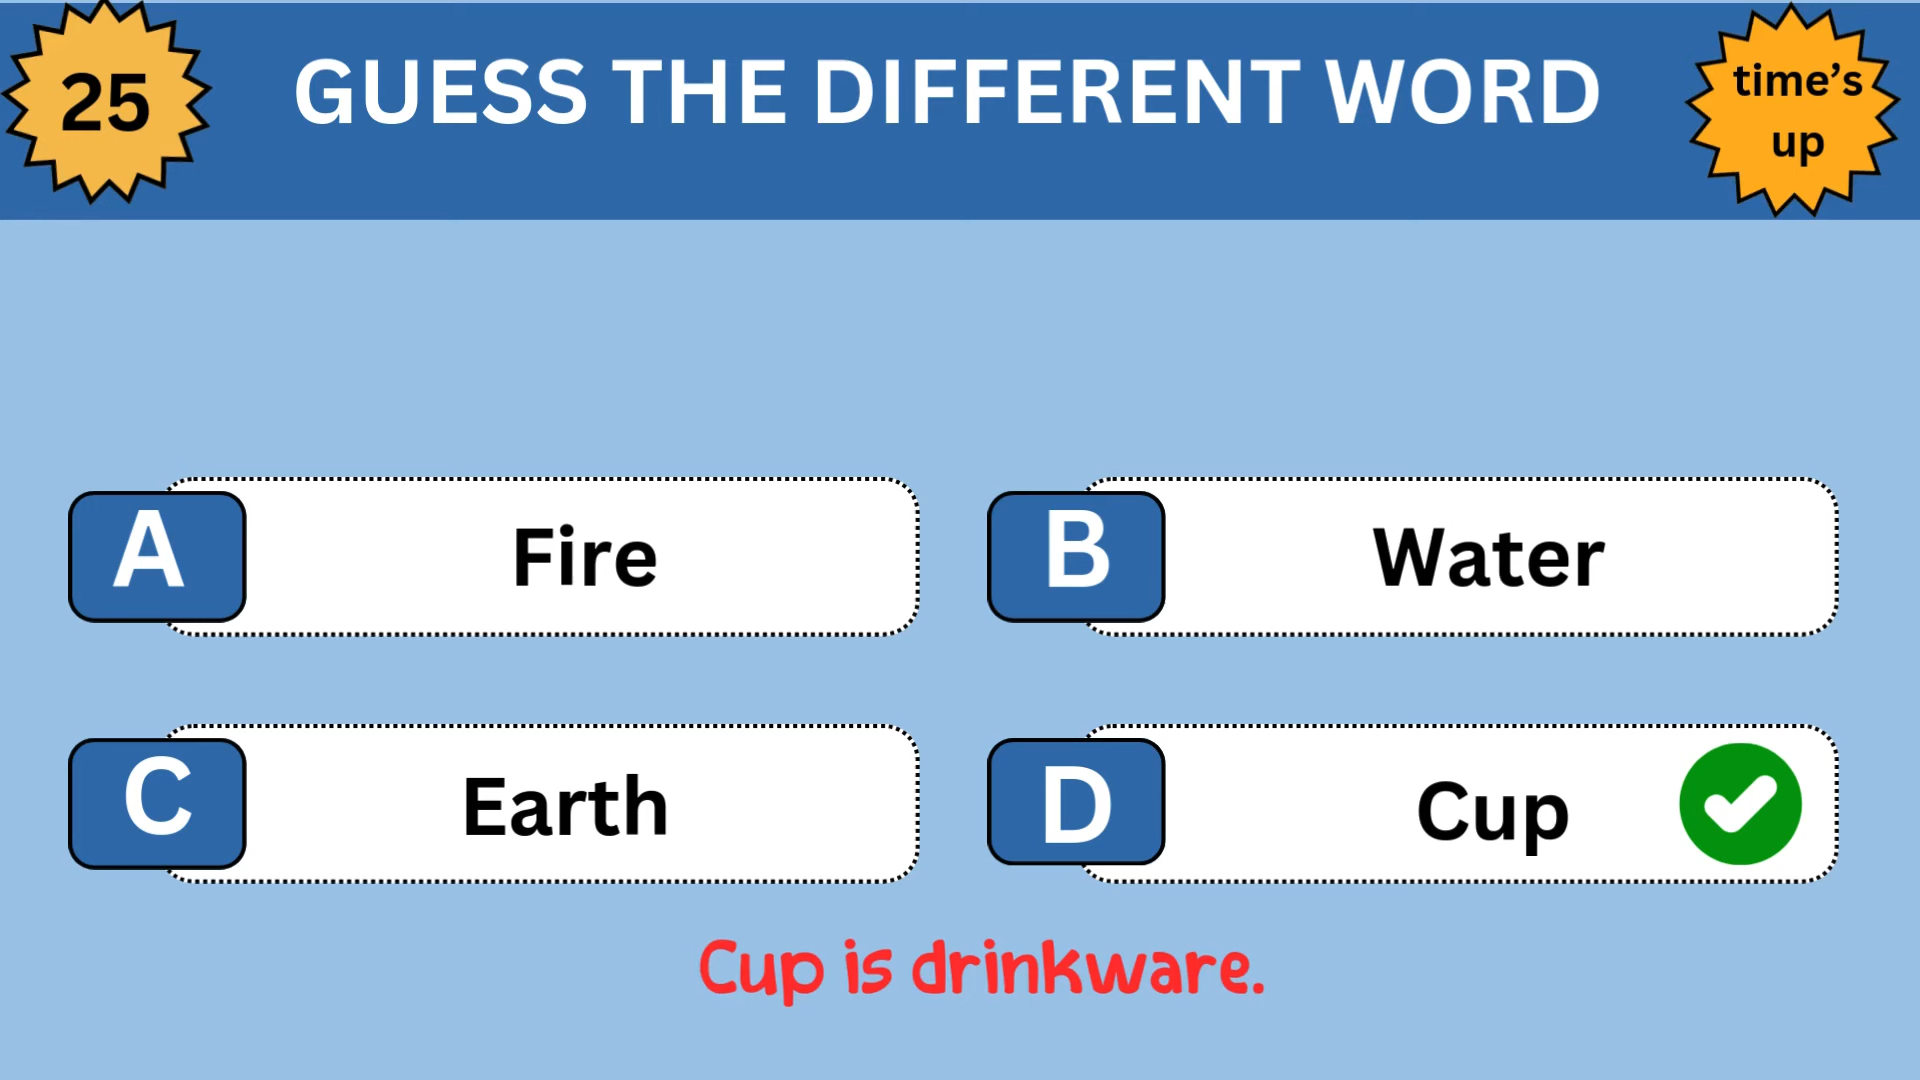 25
GUESS THE DIFFERENT WORD
time’s
up
A
Fire
B
Water
C
Earth
D
Cup
Cup is drinkware.